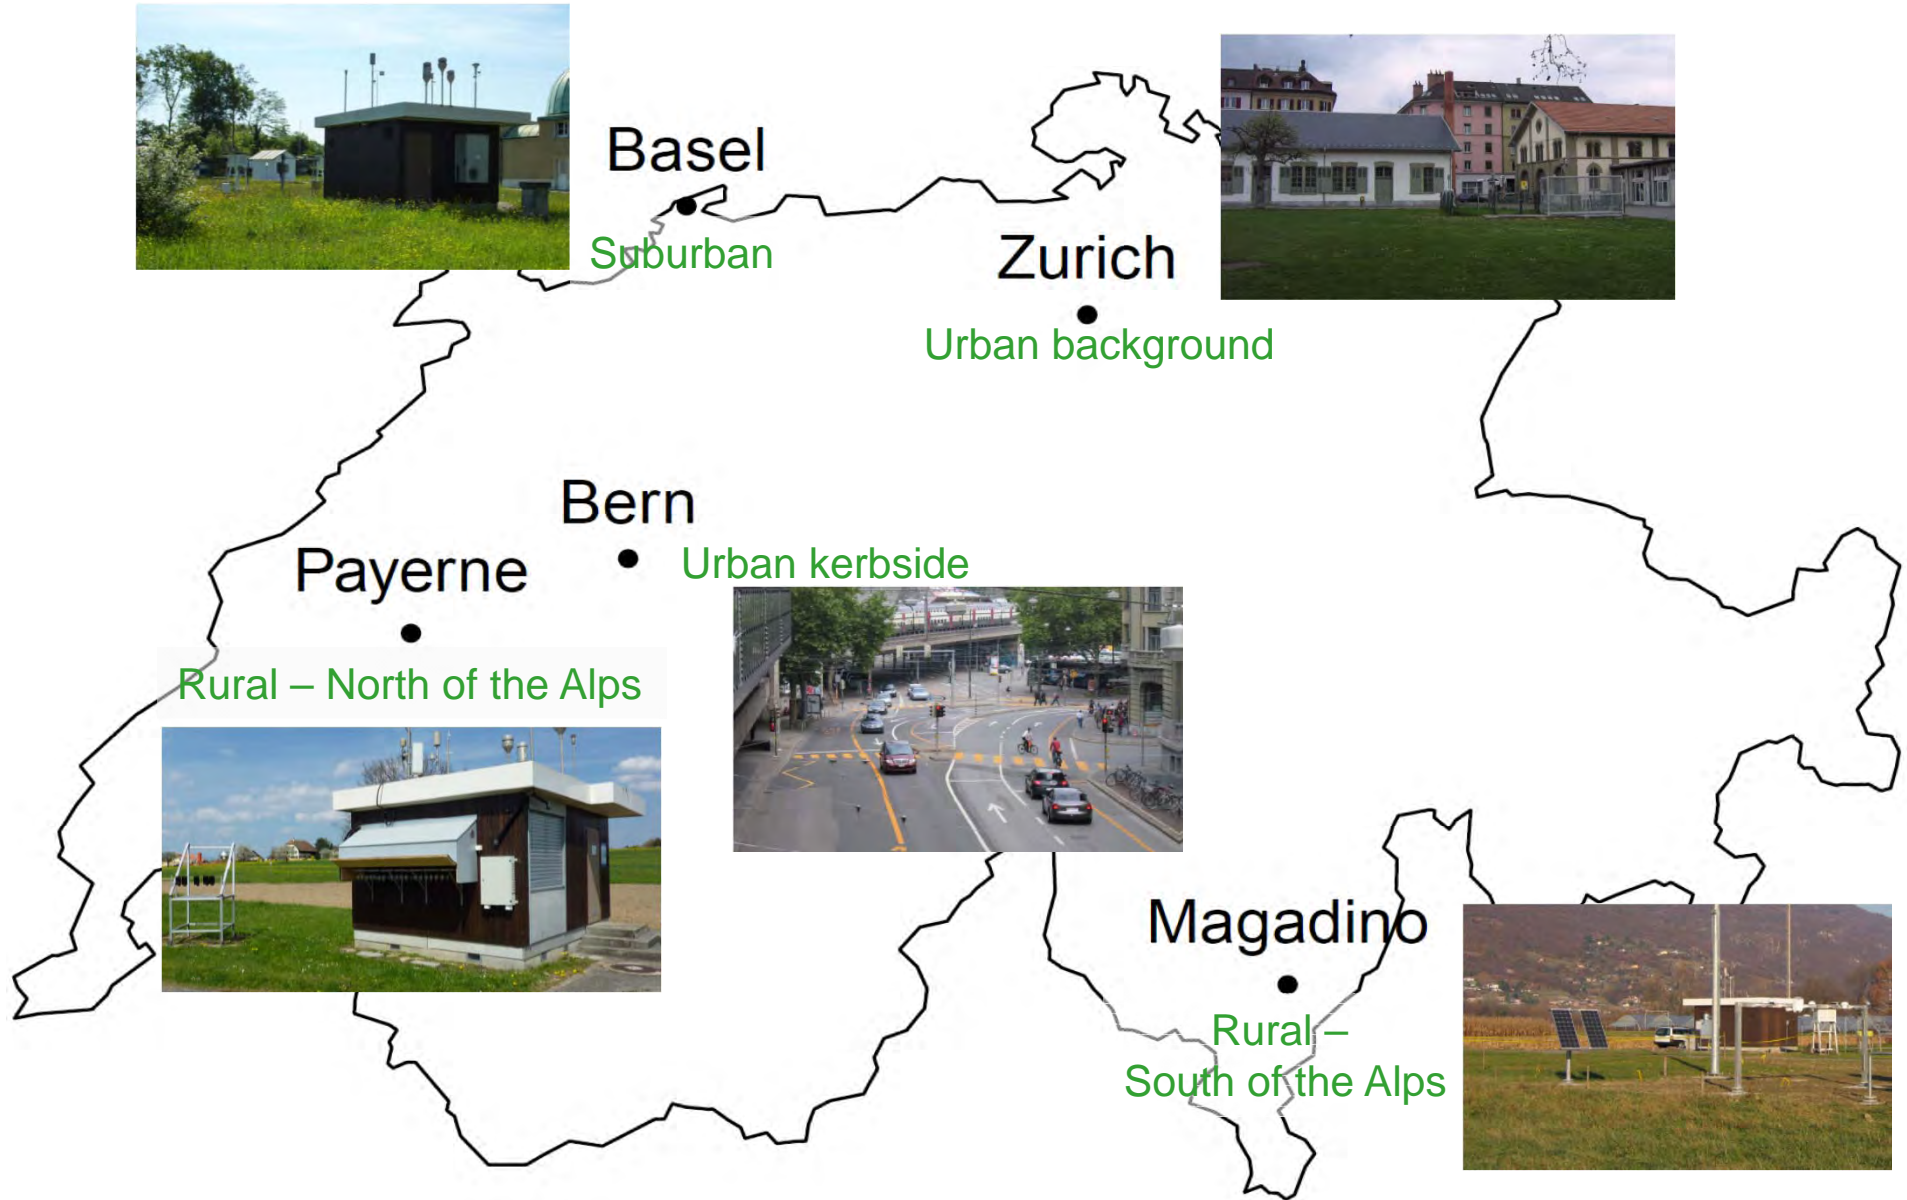 Basel
Suburban
Zurich
Urban background
Bern
Urban kerbside
Payerne
Rural – North of the Alps
Magadino
Rural –
South of the Alps